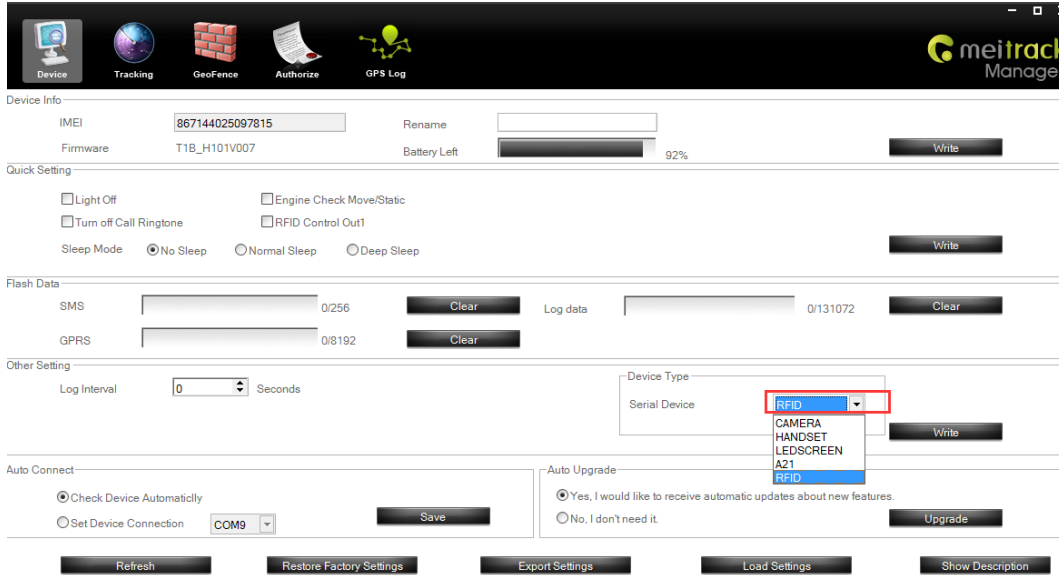 Device Tracking GeoFence Authorize GPS Log
meitrack
Manage
Device Info
IMEI 867144025097815 Rename
Firmware T1B_H101V007 Battery Left 92% Write
Quick Setting
Light Off Engine Check Move/Static
Turn off Call Ringtone RFID Control Out1
Sleep Mode No Sleep Normal Sleep Deep Sleep Write
Flash Data
SMS 0/256 Clear Log data 0/131072 Clear
GPRS 0/8192 Clear
Other Setting
Device Type
Log Interval 0 Seconds
Serial Device RFID
CAMERA
HANDSET
LEDSCREEN
A21
RFID
Write
Auto Connect Auto Upgrade
Check Device Automaticlly Yes, I would like to receive automatic updates about new features.
Set Device Connection COM9 Save No, I don't need it. Upgrade
Refresh Restore Factory Settings Export Settings Load Settings Show Description